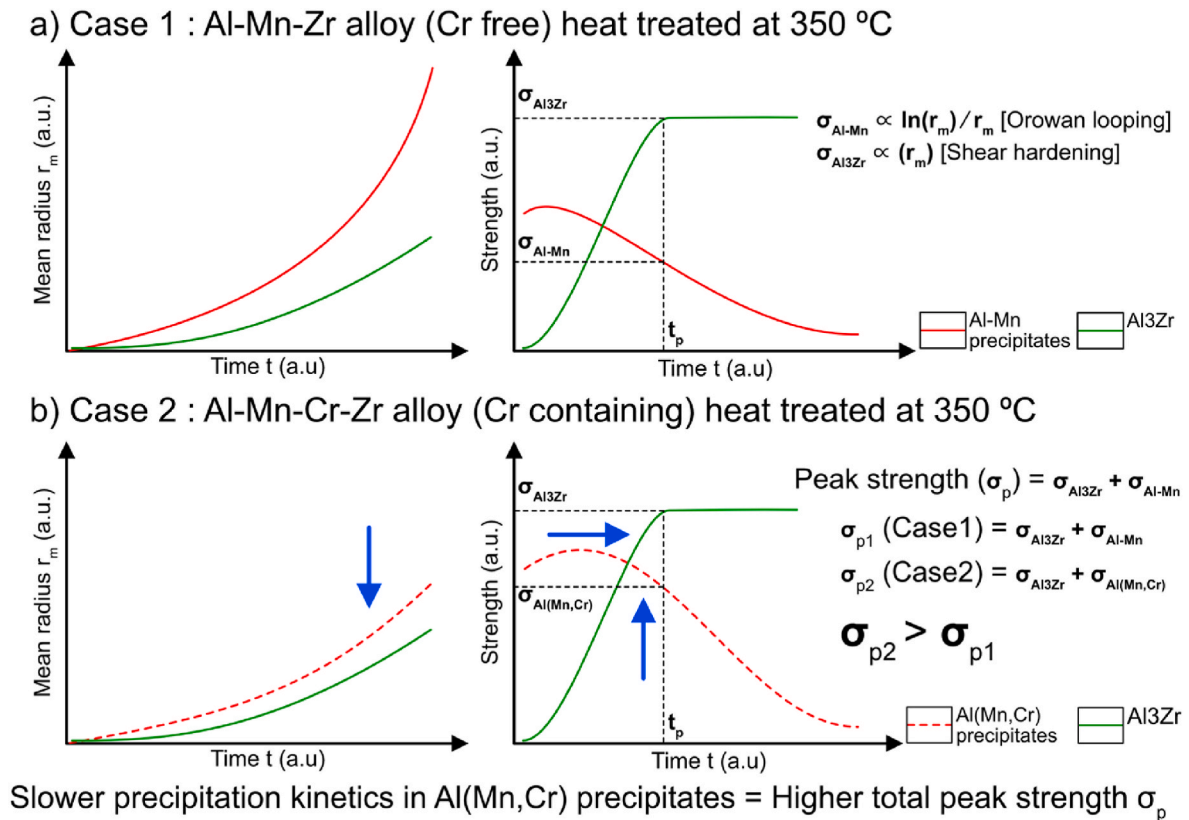 a) Case 1 : Al-Mn-Zr alloy (Cr free) heat treated at 350 ºC
Mean radius rm (a.u.)
Time t (a.u)
Strength (a.u.)
σAl3Zr
σAl-Mn
tp
Time t (a.u)
σAl-Mn ∝ ln(rm) / rm [Orowan looping]
σAl3Zr ∝ (rm) [Shear hardening]
Al-Mn
precipitates
Al3Zr
b) Case 2 : Al-Mn-Cr-Zr alloy (Cr containing) heat treated at 350 ºC
Mean radius rm (a.u.)
Time t (a.u)
Strength (a.u.)
σAl3Zr
σAl(Mn,Cr)
tp
Time t (a.u)
Peak strength (σp) = σAl3Zr + σAl-Mn
σp1 (Case1) = σAl3Zr + σAl-Mn
σp2 (Case2) = σAl3Zr + σAl(Mn,Cr)
σp2 > σp1
Al(Mn,Cr)
precipitates
Al3Zr
Slower precipitation kinetics in Al(Mn,Cr) precipitates = Higher total peak strength σp